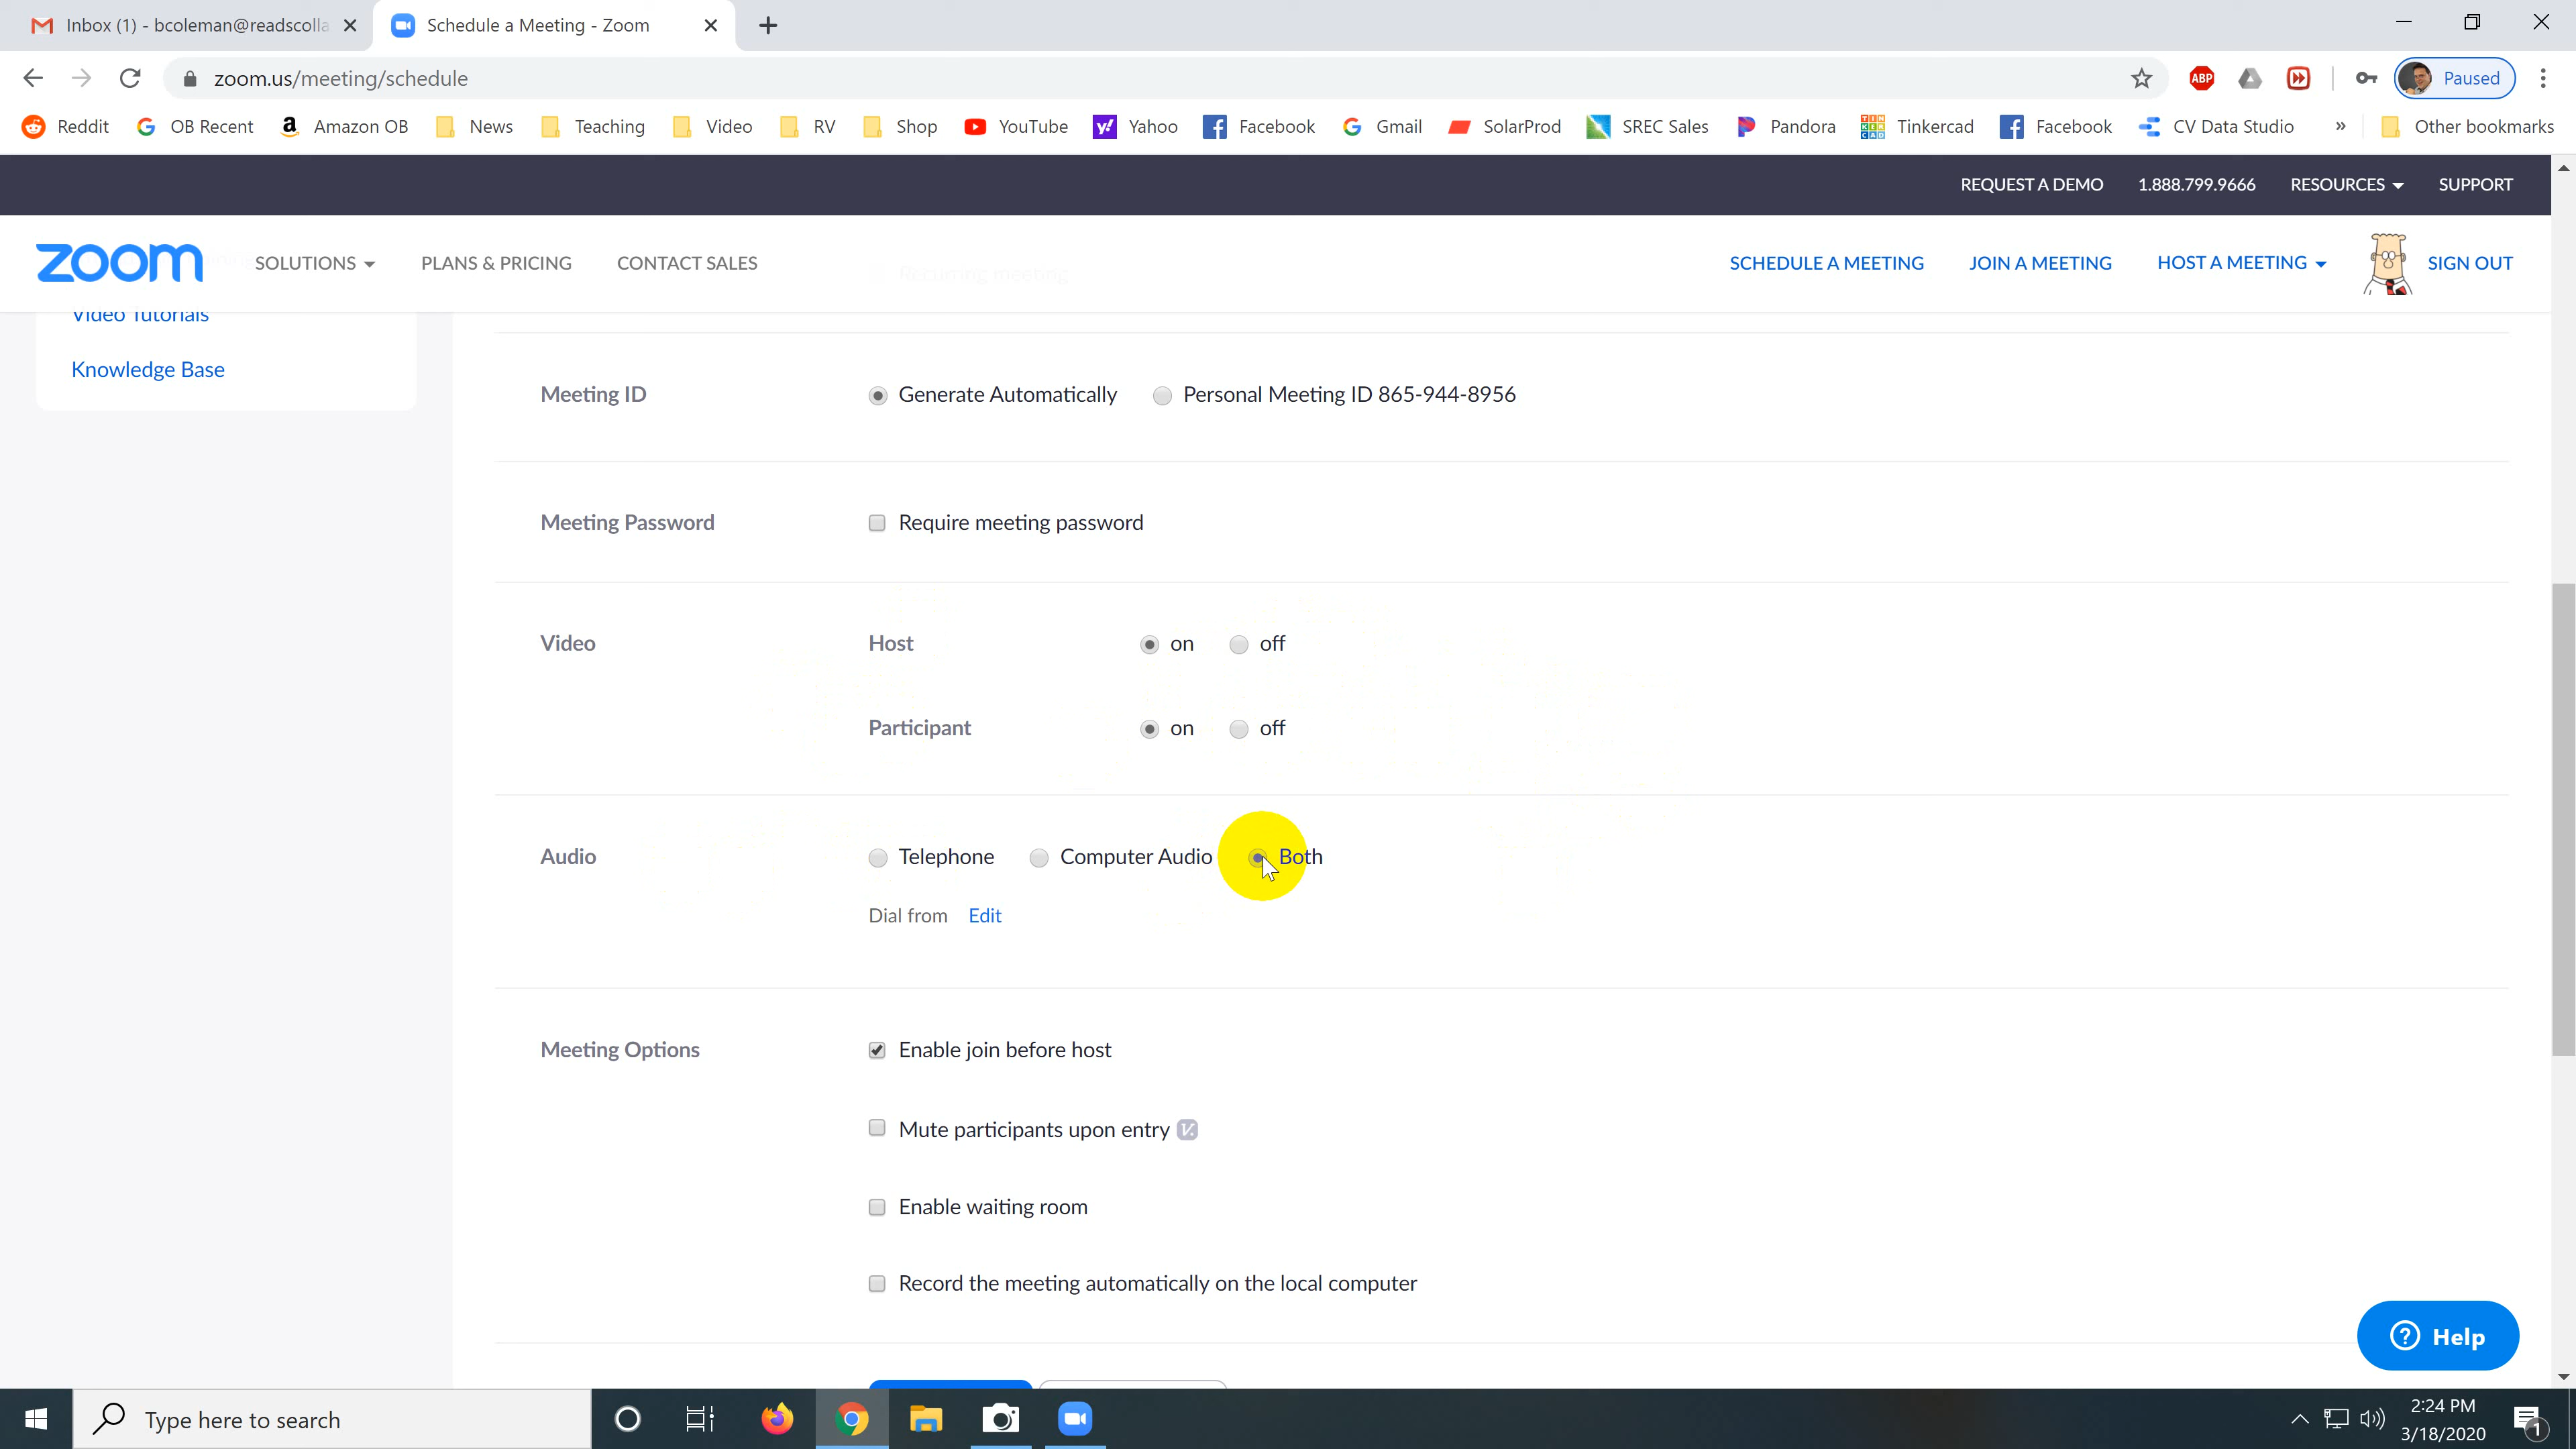 Inbox (1) - bcoleman@readscolla
Schedule a Meeting - Zoom
zoom.us/meeting/schedule
ABP
Paused
Reddit OB Recent Amazon OB News Teaching Video RV Shop YouTube Yahoo Facebook Gmail SolarProd SREC Sales Pandora Tinkercad Facebook CV Data Studio » Other bookmarks
REQUEST A DEMO 1.888.799.9666 RESOURCES SUPPORT
zoom SOLUTIONS PLANS & PRICING CONTACT SALES SCHEDULE A MEETING JOIN A MEETING HOST A MEETING SIGN OUT
Recurring meeting
Video Tutorials
Knowledge Base
Meeting ID Generate Automatically Personal Meeting ID 865-944-8956
Meeting Password Require meeting password
Video Host on off
Participant on off
Audio Telephone Computer Audio Both
Dial from Edit
Meeting Options Enable join before host
Mute participants upon entry
Enable waiting room
Record the meeting automatically on the local computer
Help
Type here to search
2:24 PM
3/18/2020
1